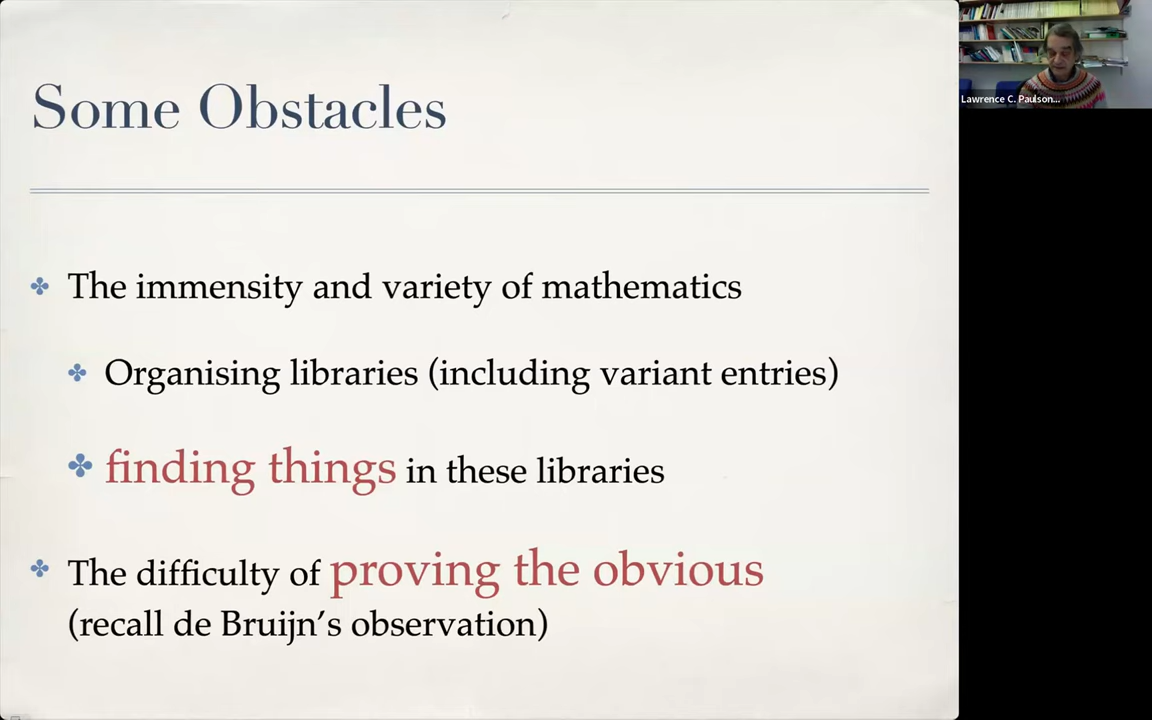 Some Obstacles
The immensity and variety of mathematics
Organising libraries (including variant entries)
finding things in these libraries
The difficulty of proving the obvious
(recall de Bruijn's observation)
Lawrence C. Paulson...